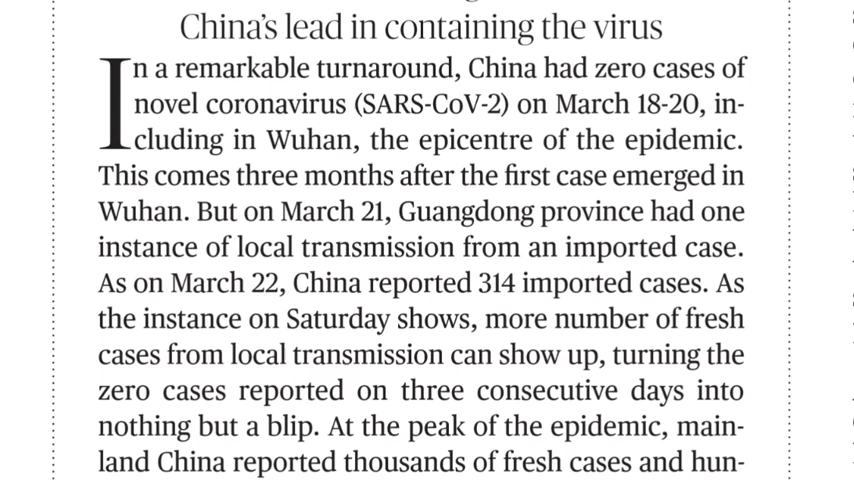 China's lead in containing the virus
In a remarkable turnaround, China had zero cases of
novel coronavirus (SARS-CoV-2) on March 18-20, in-
cluding in Wuhan, the epicentre of the epidemic.
This comes three months after the first case emerged in
Wuhan. But on March 21, Guangdong province had one
instance of local transmission from an imported case.
As on March 22, China reported 314 imported cases. As
the instance on Saturday shows, more number of fresh
cases from local transmission can show up, turning the
zero cases reported on three consecutive days into
nothing but a blip. At the peak of the epidemic, main-
land China reported thousands of fresh cases and hun-